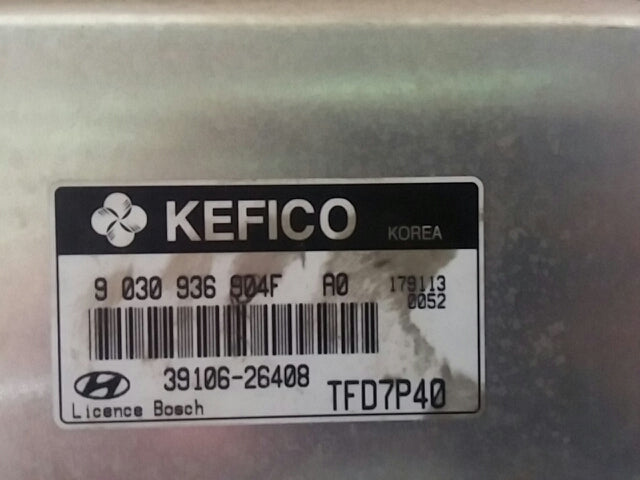 KEFICO KOREA
9 030 936 904F A0 179113
0052
39106-26408 TFD7P40
Licence Bosch